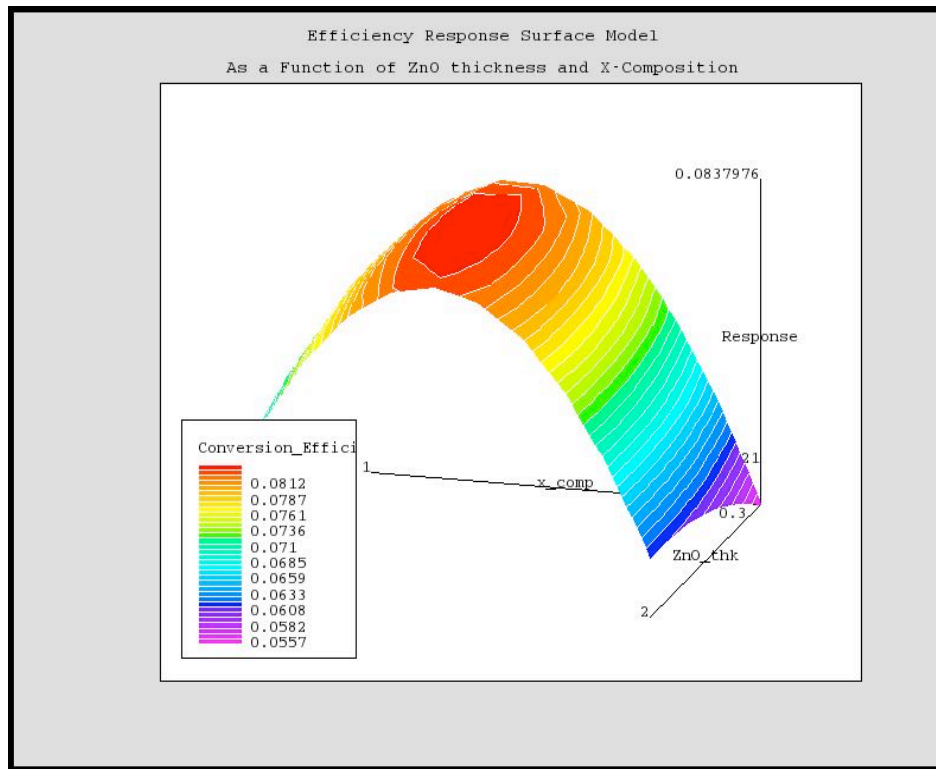 Efficiency Response Surface Model
As a Function of ZnO thickness and X-Composition
0.0837976
Response
21
1
x_comp
0.3
ZnO_thk
2
Conversion_Effici
0.0812
0.0787
0.0761
0.0736
0.071
0.0685
0.0659
0.0633
0.0608
0.0582
0.0557